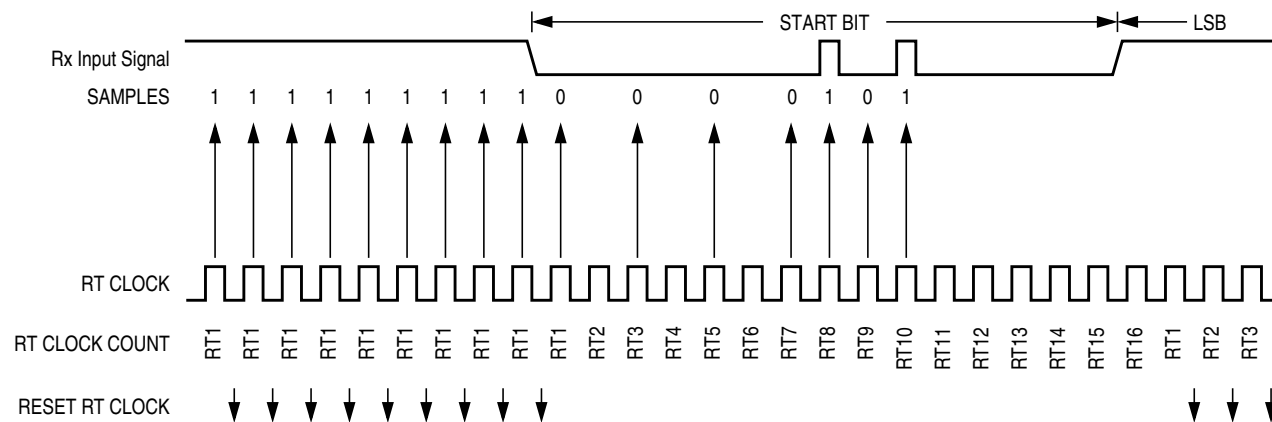 START BIT LSB
Rx Input Signal
SAMPLES 1 1 1 1 1 1 1 1 1 0 0 0 0 1 0 1
RT CLOCK
RT CLOCK COUNT RT1 RT1 RT1 RT1 RT1 RT1 RT1 RT1 RT1 RT1 RT2 RT3 RT4 RT5 RT6 RT7 RT8 RT9 RT10 RT11 RT12 RT13 RT14 RT15 RT16 RT1 RT2 RT3
RESET RT CLOCK